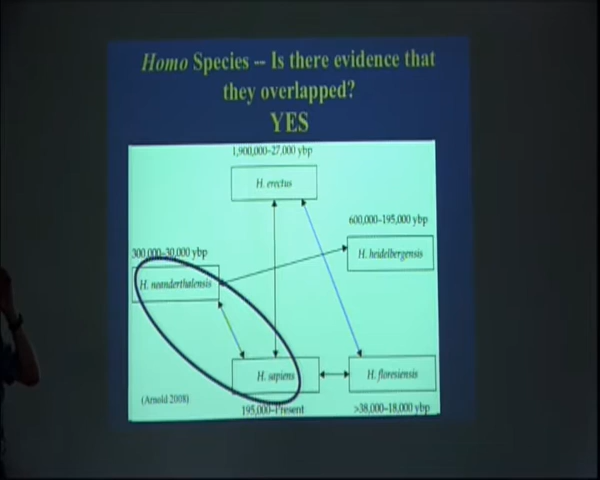 Homo Species -- Is there evidence that
they overlapped?
YES
1,900,000–27,000 ybp
H. erectus
600,000–195,000 ybp
H. heidelbergensis
300,000–30,000 ybp
H. neanderthalensis
H. sapiens
H. floresiensis
(Arnold 2008)
195,000–Present
>38,000–18,000 ybp